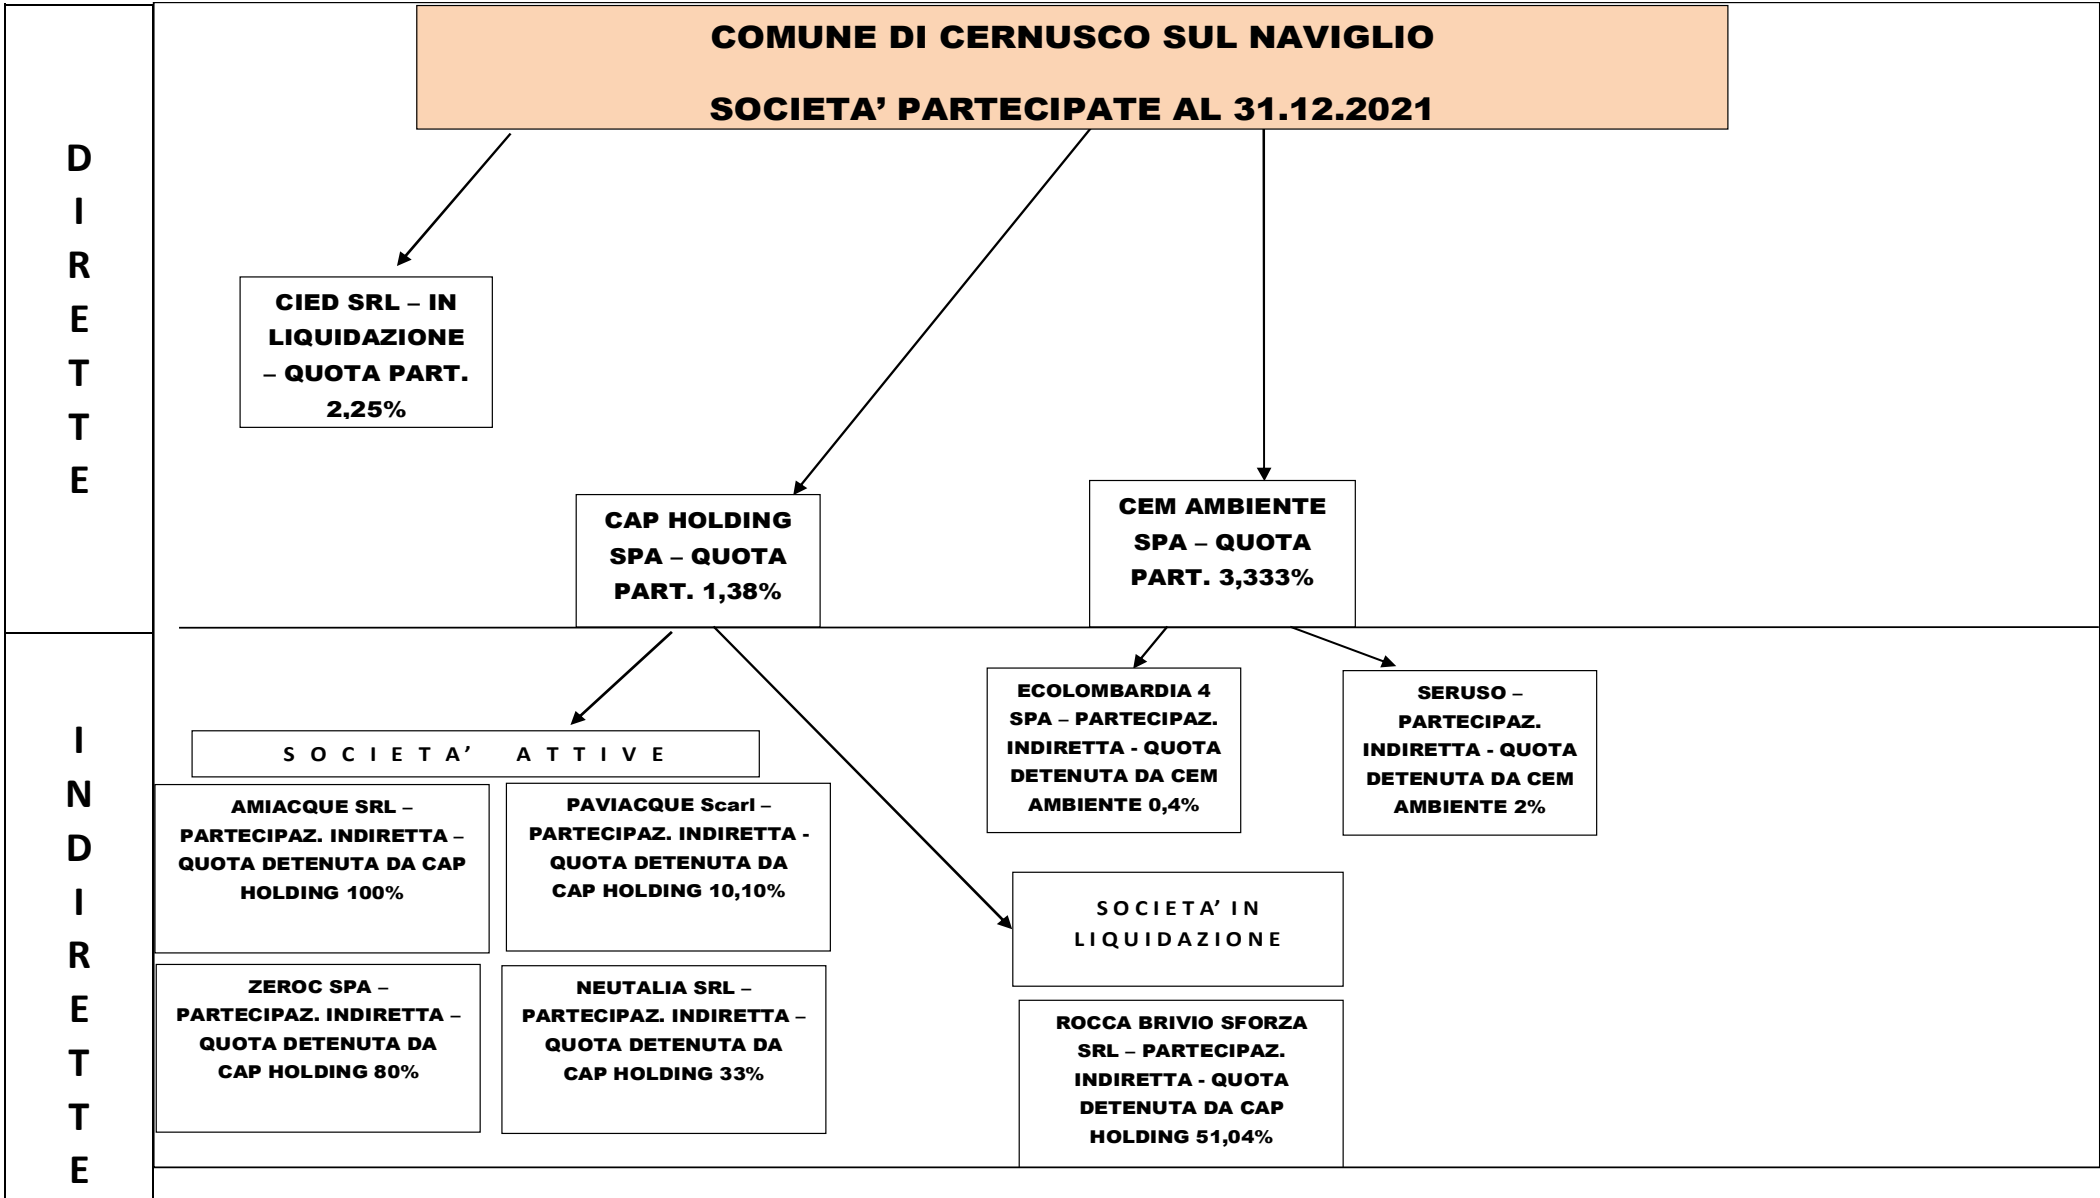 COMUNE DI CERNUSCO SUL NAVIGLIO
SOCIETA’ PARTECIPATE AL 31.12.2021
D
I
R
E
T
T
E
CIED SRL – IN
LIQUIDAZIONE
– QUOTA PART.
2,25%
CAP HOLDING
SPA – QUOTA
PART. 1,38%
CEM AMBIENTE
SPA – QUOTA
PART. 3,333%
I
N
D
I
R
E
T
T
E
SOCIETA’ ATTIVE
AMIACQUE SRL –
PARTECIPAZ. INDIRETTA –
QUOTA DETENUTA DA CAP
HOLDING 100%
PAVIACQUE Scarl –
PARTECIPAZ. INDIRETTA -
QUOTA DETENUTA DA
CAP HOLDING 10,10%
ZEROC SPA –
PARTECIPAZ. INDIRETTA –
QUOTA DETENUTA DA
CAP HOLDING 80%
NEUTALIA SRL –
PARTECIPAZ. INDIRETTA –
QUOTA DETENUTA DA
CAP HOLDING 33%
ECOLOMBARDIA 4
SPA – PARTECIPAZ.
INDIRETTA - QUOTA
DETENUTA DA CEM
AMBIENTE 0,4%
SERUSO –
PARTECIPAZ.
INDIRETTA - QUOTA
DETENUTA DA CEM
AMBIENTE 2%
SOCIETA’ IN
LIQUIDAZIONE
ROCCA BRIVIO SFORZA
SRL – PARTECIPAZ.
INDIRETTA - QUOTA
DETENUTA DA CAP
HOLDING 51,04%